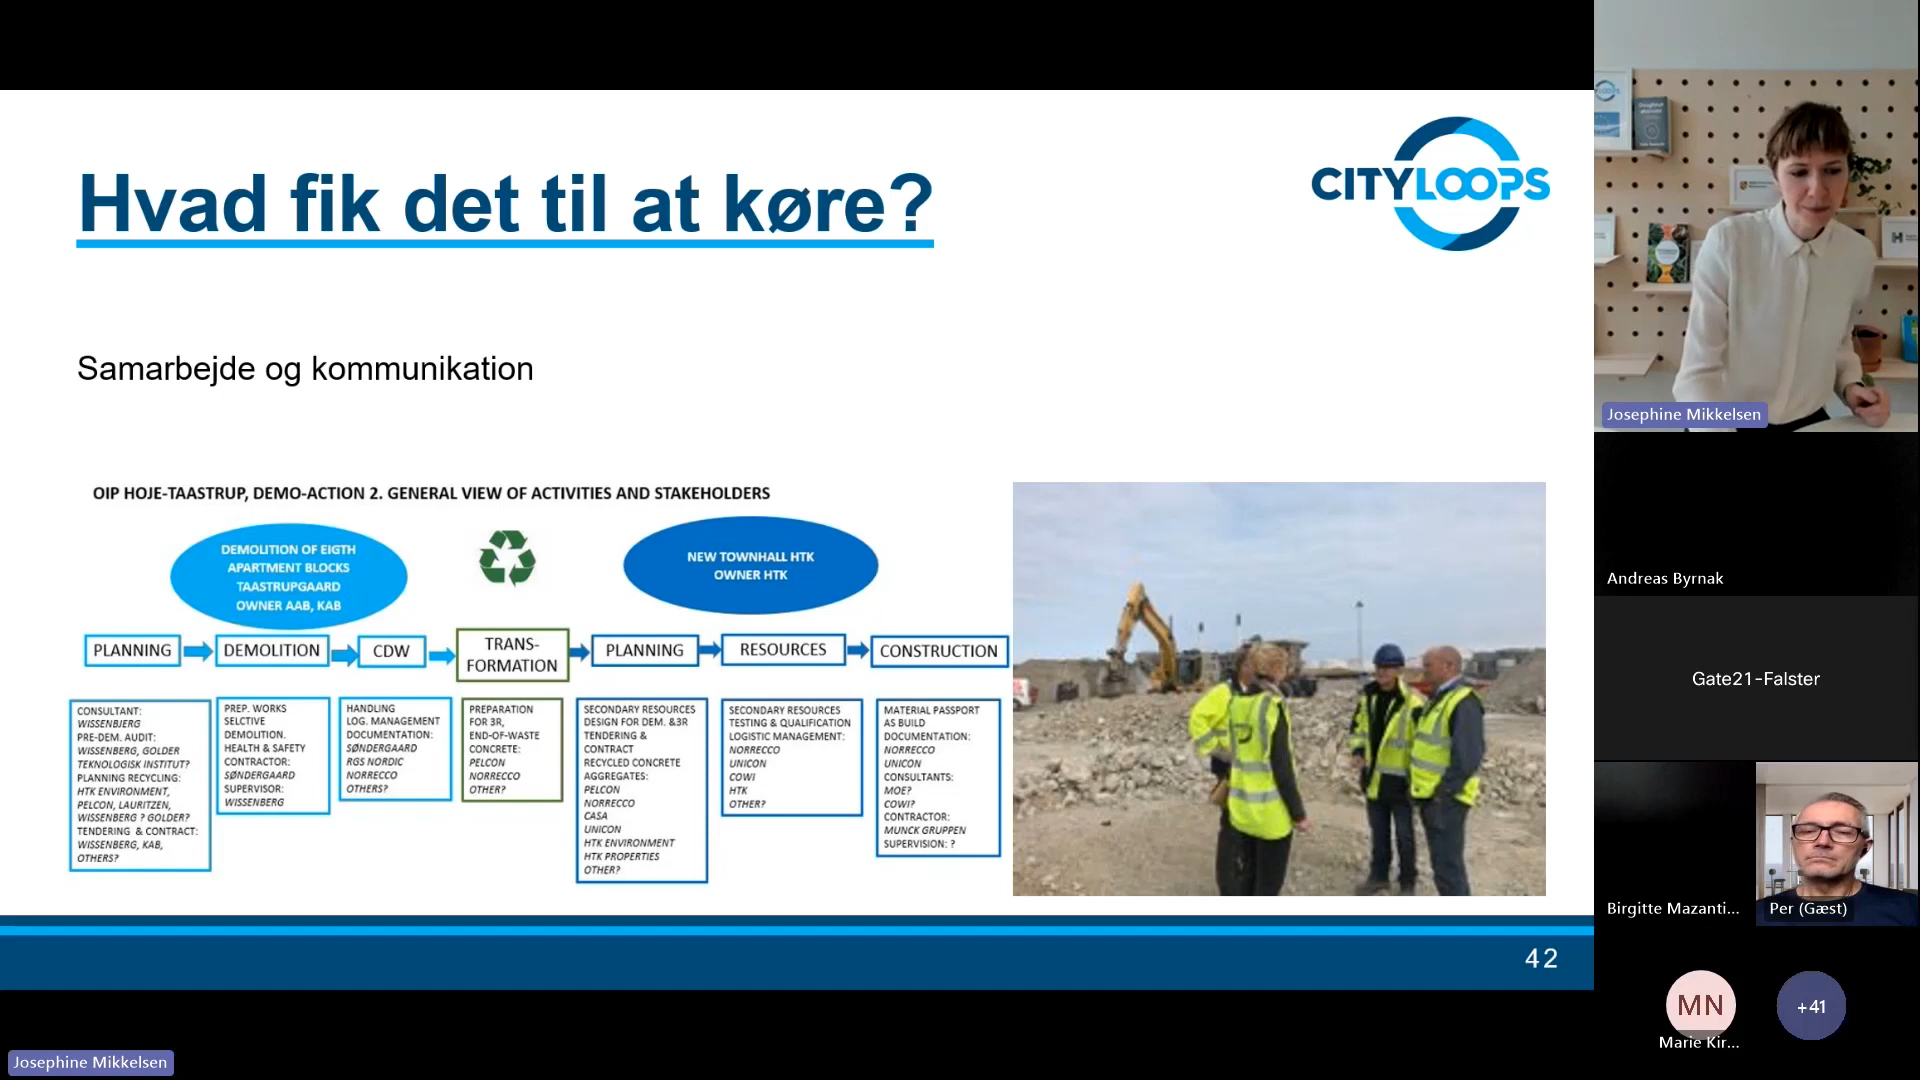 Hvad fik det til at køre?
CITYLOOPS
Samarbejde og kommunikation
OIP HOJE-TAASTRUP, DEMO-ACTION 2. GENERAL VIEW OF ACTIVITIES AND STAKEHOLDERS
DEMOLITION OF EIGTH
APARTMENT BLOCKS
TAASTRUPGAARD
OWNER AAB, KAB
NEW TOWNHALL HTK
OWNER HTK
PLANNING
DEMOLITION
CDW
TRANS-
FORMATION
PLANNING
RESOURCES
CONSTRUCTION
CONSULTANT:
WISSENBJERG
PRE-DEM. AUDIT:
WISSENBERG, GOLDER
TEKNOLOGISK INSTITUT?
PLANNING RECYCLING:
HTK ENVIRONMENT,
PELCON, LAURITZEN,
WISSENBERG ? GOLDER?
TENDERING & CONTRACT:
WISSENBERG, KAB,
OTHERS?
PREP. WORKS
SELCTIVE
DEMOLITION.
HEALTH & SAFETY
CONTRACTOR:
SØNDERGAARD
SUPERVISOR:
WISSENBERG
HANDLING
LOG. MANAGEMENT
DOCUMENTATION:
SØNDERGAARD
RGS NORDIC
NORRECCO
OTHERS?
PREPARATION
FOR 3R,
END-OF-WASTE
CONCRETE:
PELCON
NORRECCO
OTHER?
SECONDARY RESOURCES
DESIGN FOR DEM. &3R
TENDERING &
CONTRACT
RECYCLED CONCRETE
AGGREGATES:
PELCON
NORRECCO
CASA
UNICON
HTK ENVIRONMENT
HTK PROPERTIES
OTHER?
SECONDARY RESOURCES
TESTING & QUALIFICATION
LOGISTIC MANAGEMENT:
NORRECCO
UNICON
COWI
HTK
OTHER?
MATERIAL PASSPORT
AS BUILD
DOCUMENTATION:
NORRECCO
UNICON
CONSULTANTS:
MOE?
COWI?
CONTRACTOR:
MUNCK GRUPPEN
SUPERVISION: ?
42
Josephine Mikkelsen
Josephine Mikkelsen
Andreas Byrnak
Gate21-Falster
Birgitte Mazanti...
Per (Gæst)
MN
+41
Marie Kir...